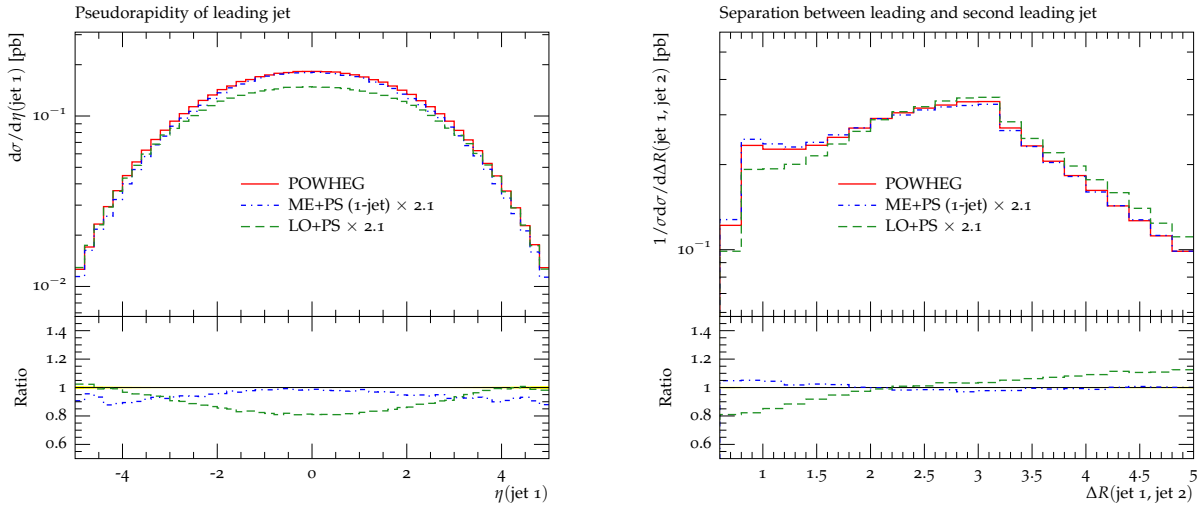 Pseudorapidity of leading jet
dσ/dη(jet 1) [pb]
10⁻¹
10⁻²
POWHEG
ME+PS (1-jet) × 2.1
LO+PS × 2.1
Ratio
1.4
1.2
1
0.8
0.6
-4 -2 0 2 4
η(jet 1)
Separation between leading and second leading jet
1/σdσ/dΔR(jet 1, jet 2) [pb]
10⁻¹
POWHEG
ME+PS (1-jet) × 2.1
LO+PS × 2.1
Ratio
1.4
1.2
1
0.8
0.6
1 1.5 2 2.5 3 3.5 4 4.5 5
ΔR(jet 1, jet 2)